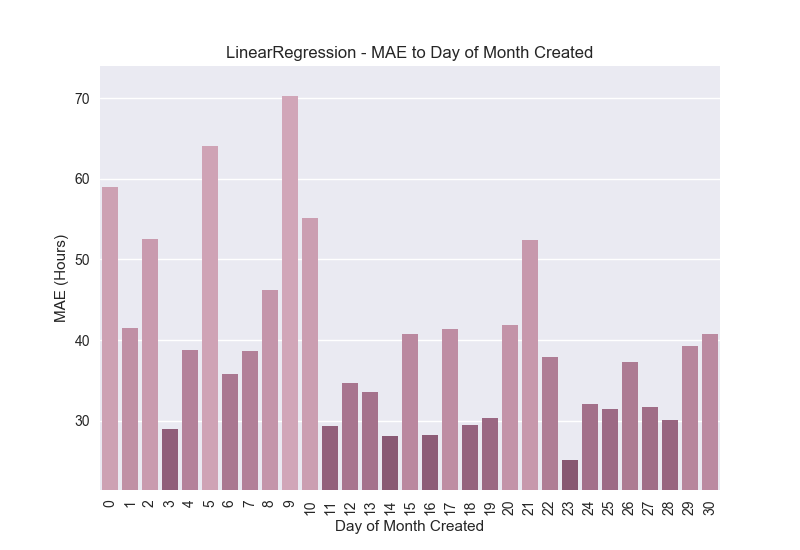 LinearRegression - MAE to Day of Month Created
70
60
50
40
30
MAE (Hours)
0 1 2 3 4 5 6 7 8 9 10 11 12 13 14 15 16 17 18 19 20 21 22 23 24 25 26 27 28 29 30
Day of Month Created